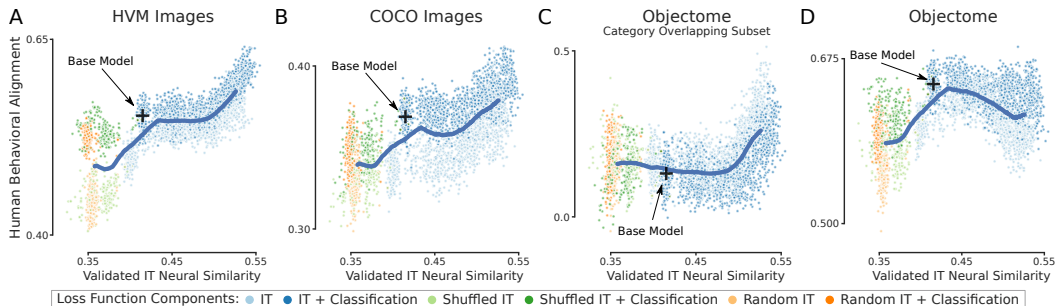 A
HVM Images
B
COCO Images
C
Objectome
Category Overlapping Subset
D
Objectome
Human Behavioral Alignment
0.65
0.40
Base Model
0.35
0.45
0.55
Validated IT Neural Similarity
0.40
0.30
Base Model
0.35
0.45
0.55
Validated IT Neural Similarity
0.5
0.0
Base Model
0.35
0.45
0.55
Validated IT Neural Similarity
0.675
0.500
Base Model
0.35
0.45
0.55
Validated IT Neural Similarity
Loss Function Components: IT IT + Classification Shuffled IT Shuffled IT + Classification Random IT Random IT + Classification